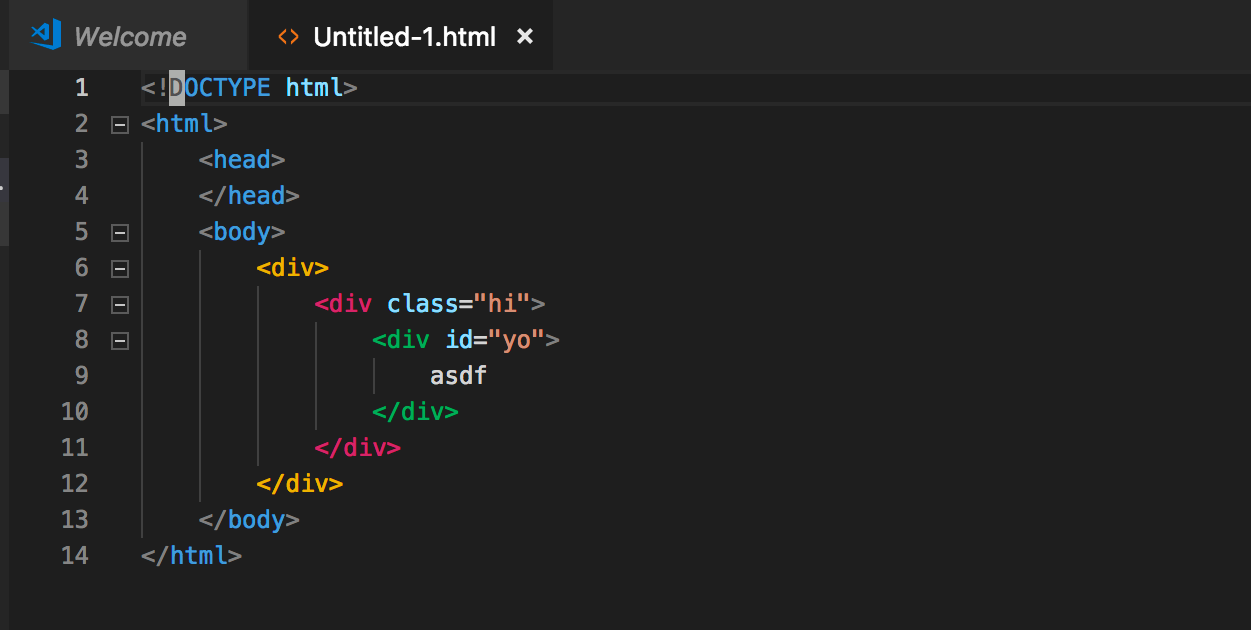 Welcome
Untitled-1.html
1 <!DOCTYPE html>
2 <html>
3     <head>
4     </head>
5     <body>
6         <div>
7             <div class="hi">
8                 <div id="yo">
9                     asdf
10                 </div>
11             </div>
12         </div>
13     </body>
14 </html>